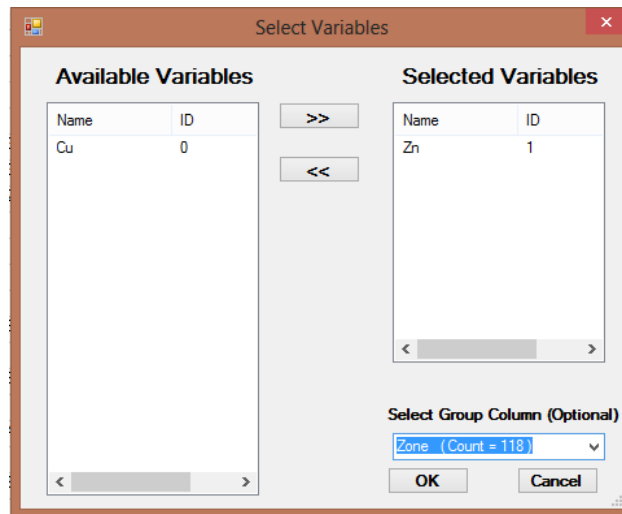 Select Variables
Available Variables
Name ID
Cu 0
>>
<<
Selected Variables
Name ID
Zn 1
Select Group Column (Optional)
Zone ( Count = 118 )
OK Cancel